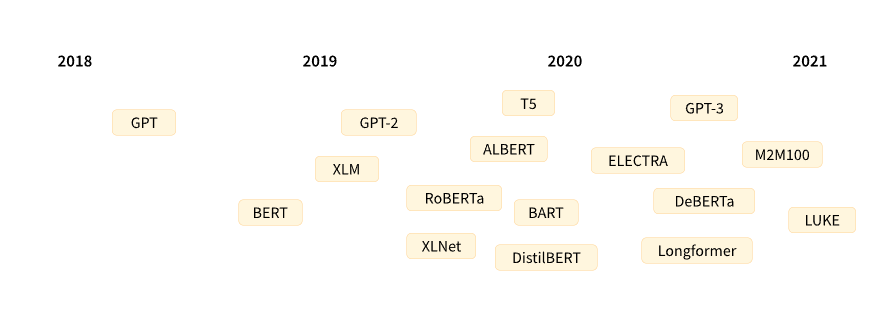 2018 2019 2020 2021
T5
GPT-3
GPT GPT-2
ALBERT
M2M100
ELECTRA
XLM
RoBERTa
DeBERTa
BERT
BART
LUKE
XLNet
Longformer
DistilBERT